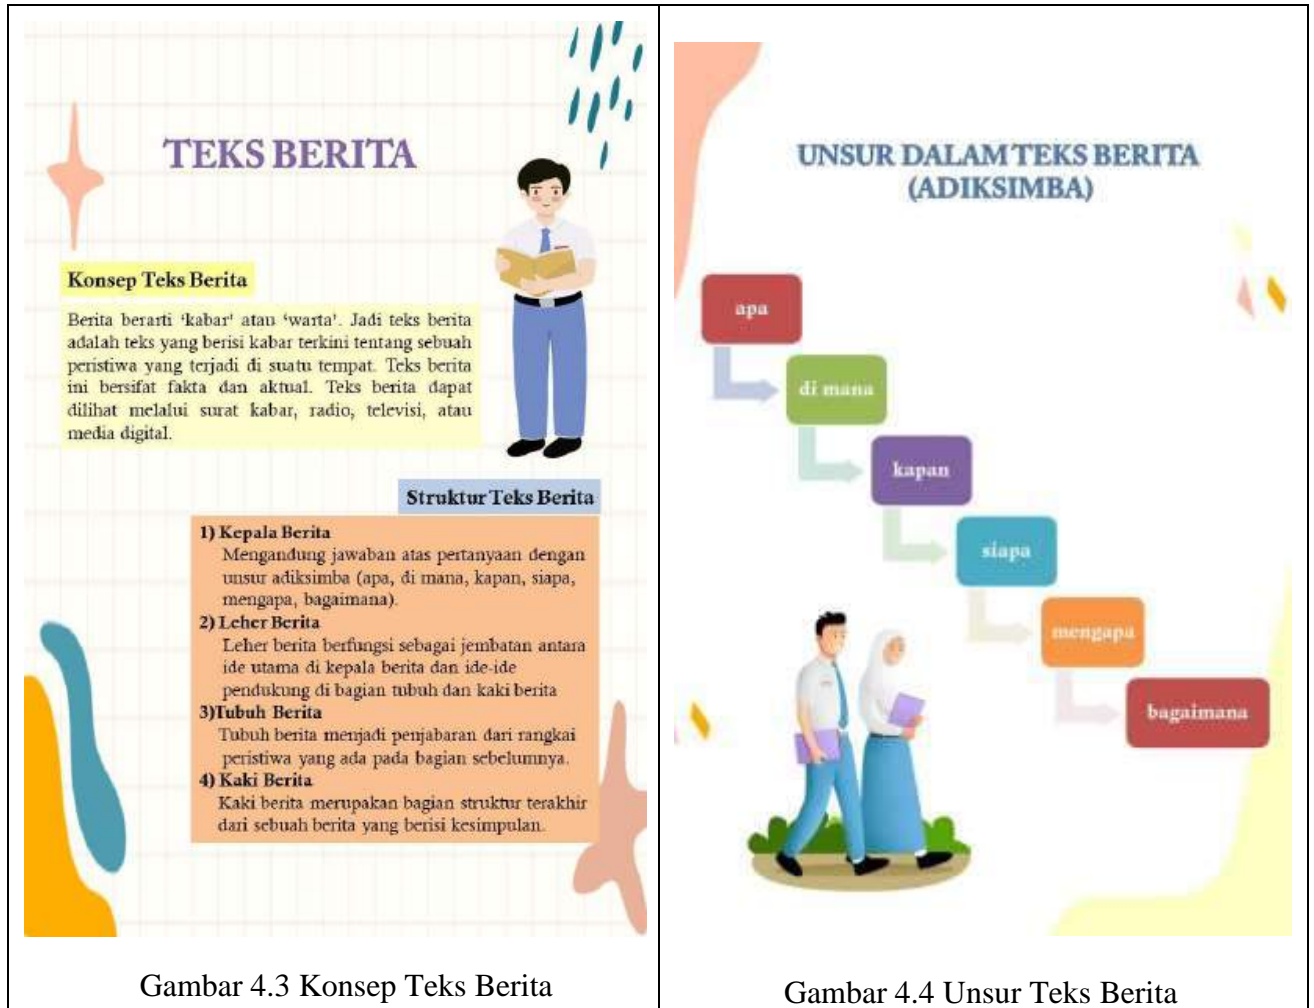 TEKS BERITA
Konsep Teks Berita
Berita berarti ‘kabar’ atau ‘warta’. Jadi teks berita
adalah teks yang berisi kabar terkini tentang sebuah
peristiwa yang terjadi di suatu tempat. Teks berita
ini bersifat fakta dan aktual. Teks berita dapat
dilihat melalui surat kabar, radio, televisi, atau
media digital.
Struktur Teks Berita
1) Kepala Berita
Mengandung jawaban atas pertanyaan dengan
unsur adiksimba (apa, di mana, kapan, siapa,
mengapa, bagaimana).
2) Leher Berita
Leher berita berfungsi sebagai jembatan antara
ide utama di kepala berita dan ide-ide
pendukung di bagian tubuh dan kaki berita
3)Tubuh Berita
Tubuh berita menjadi penjabaran dari rangkai
peristiwa yang ada pada bagian sebelumnya.
4) Kaki Berita
Kaki berita merupakan bagian struktur terakhir
dari sebuah berita yang berisi kesimpulan.
Gambar 4.3 Konsep Teks Berita
UNSUR DALAM TEKS BERITA
(ADIKSIMBA)
apa
di mana
kapan
siapa
mengapa
bagaimana
Gambar 4.4 Unsur Teks Berita